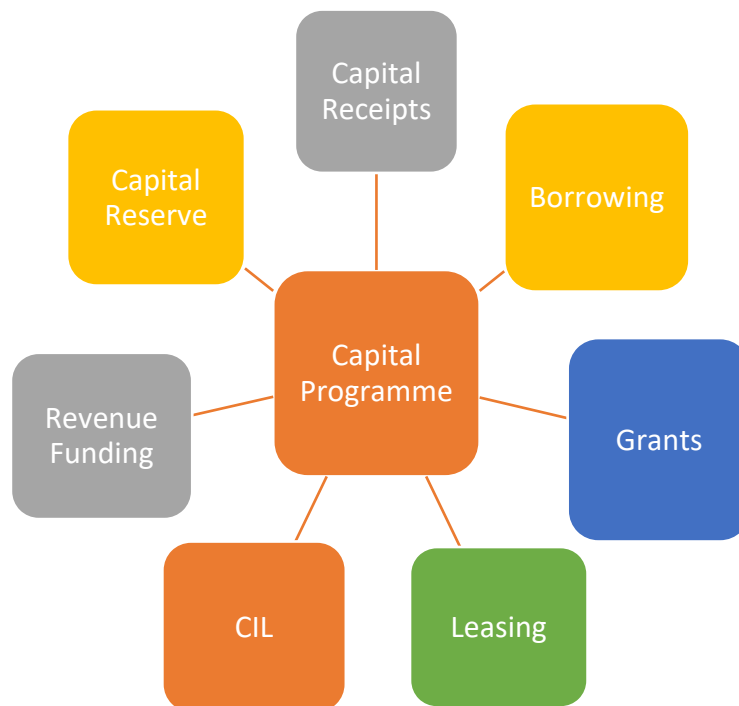 Capital
Receipts
Borrowing
Capital
Reserve
Capital
Programme
Grants
Revenue
Funding
CIL
Leasing